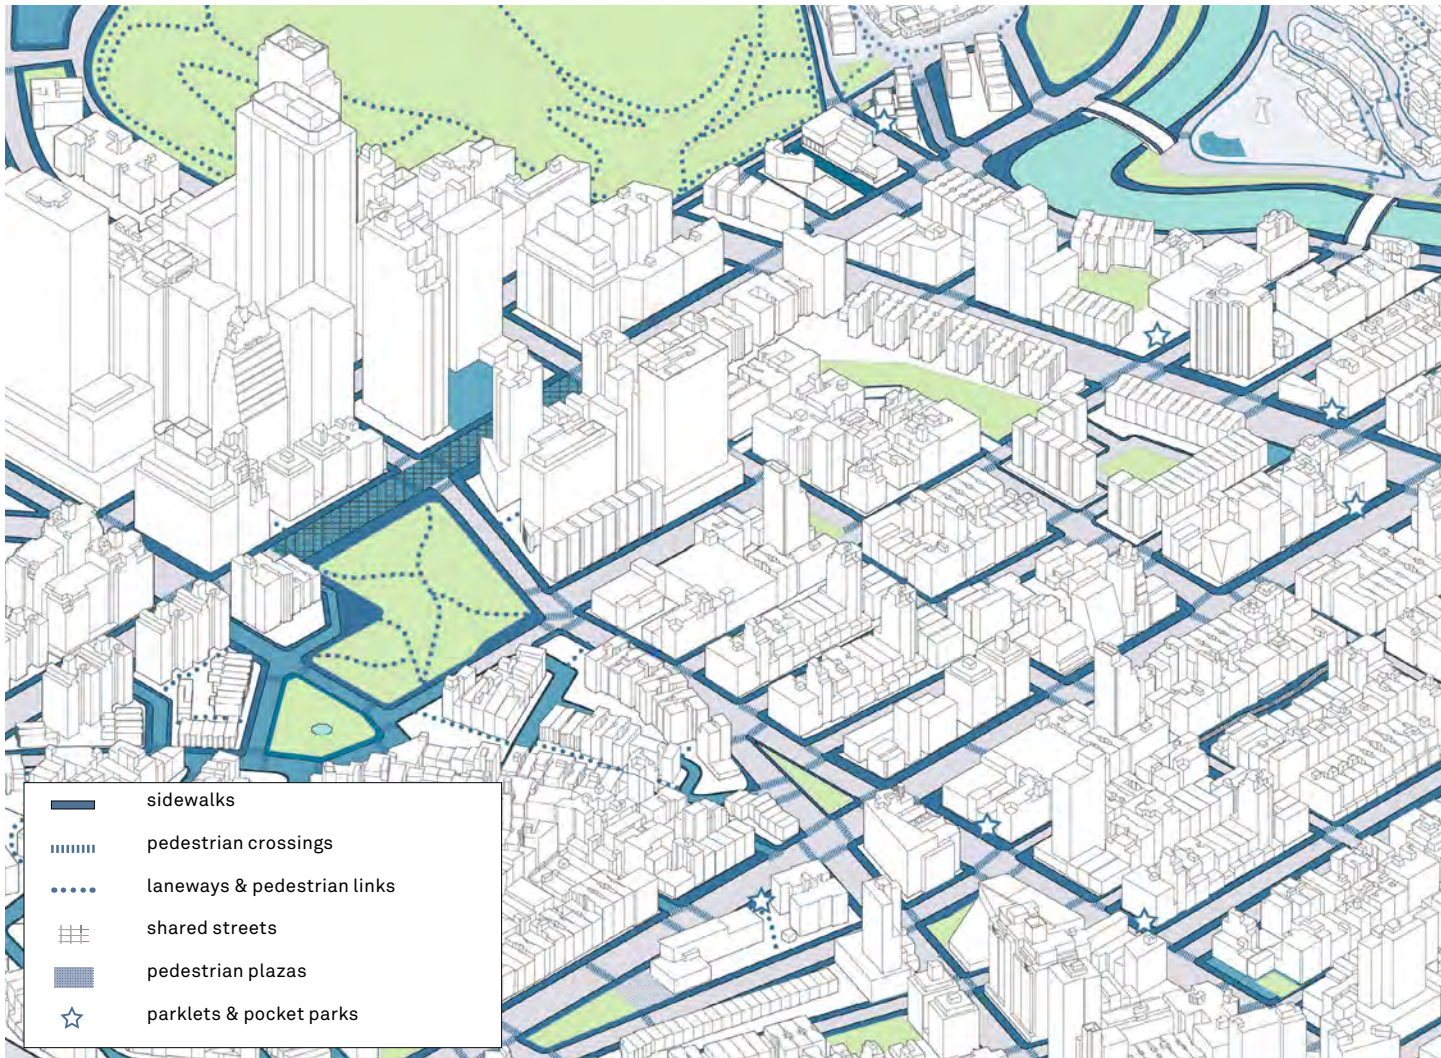 sidewalks
pedestrian crossings
laneways & pedestrian links
shared streets
pedestrian plazas
parklets & pocket parks